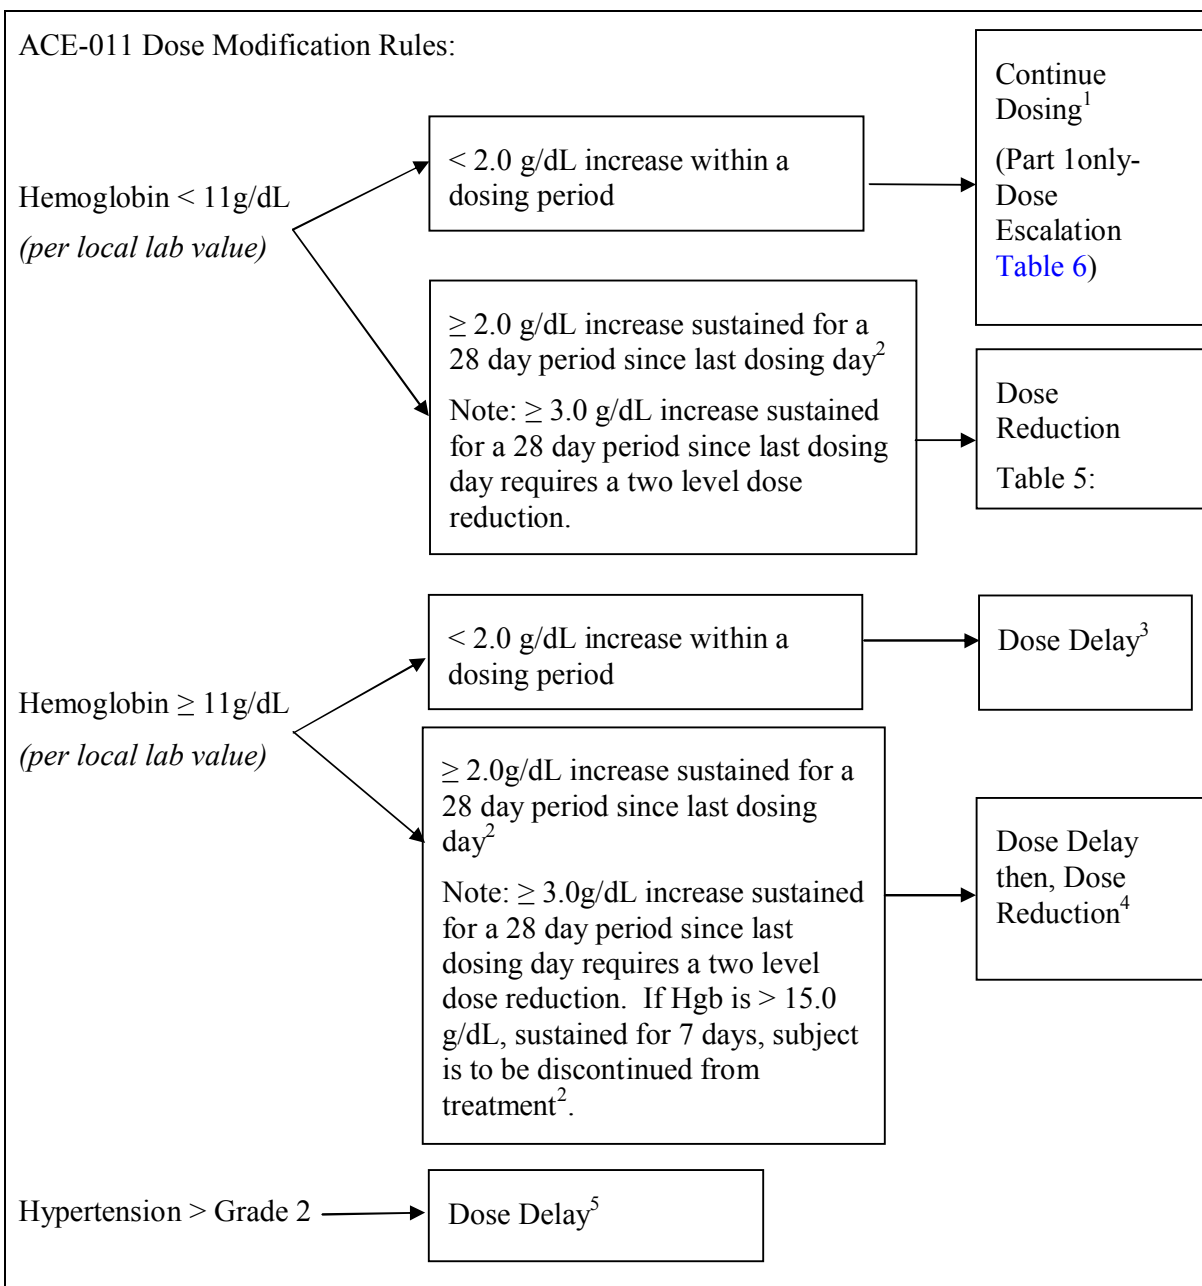 ACE-011 Dose Modification Rules:
Hemoglobin < 11g/dL
(per local lab value)
< 2.0 g/dL increase within a
dosing period
Continue
Dosing¹
(Part 1only-
Dose
Escalation
Table 6)
≥ 2.0 g/dL increase sustained for a
28 day period since last dosing day²
Note: ≥ 3.0 g/dL increase sustained
for a 28 day period since last dosing
day requires a two level dose
reduction.
Dose
Reduction
Table 5:
Hemoglobin ≥ 11g/dL
(per local lab value)
< 2.0 g/dL increase within a
dosing period
Dose Delay³
≥ 2.0g/dL increase sustained for a
28 day period since last dosing
day²
Note: ≥ 3.0g/dL increase sustained
for a 28 day period since last
dosing day requires a two level
dose reduction.  If Hgb is > 15.0
g/dL, sustained for 7 days, subject
is to be discontinued from
treatment².
Dose Delay
then, Dose
Reduction⁴
Hypertension > Grade 2
Dose Delay⁵